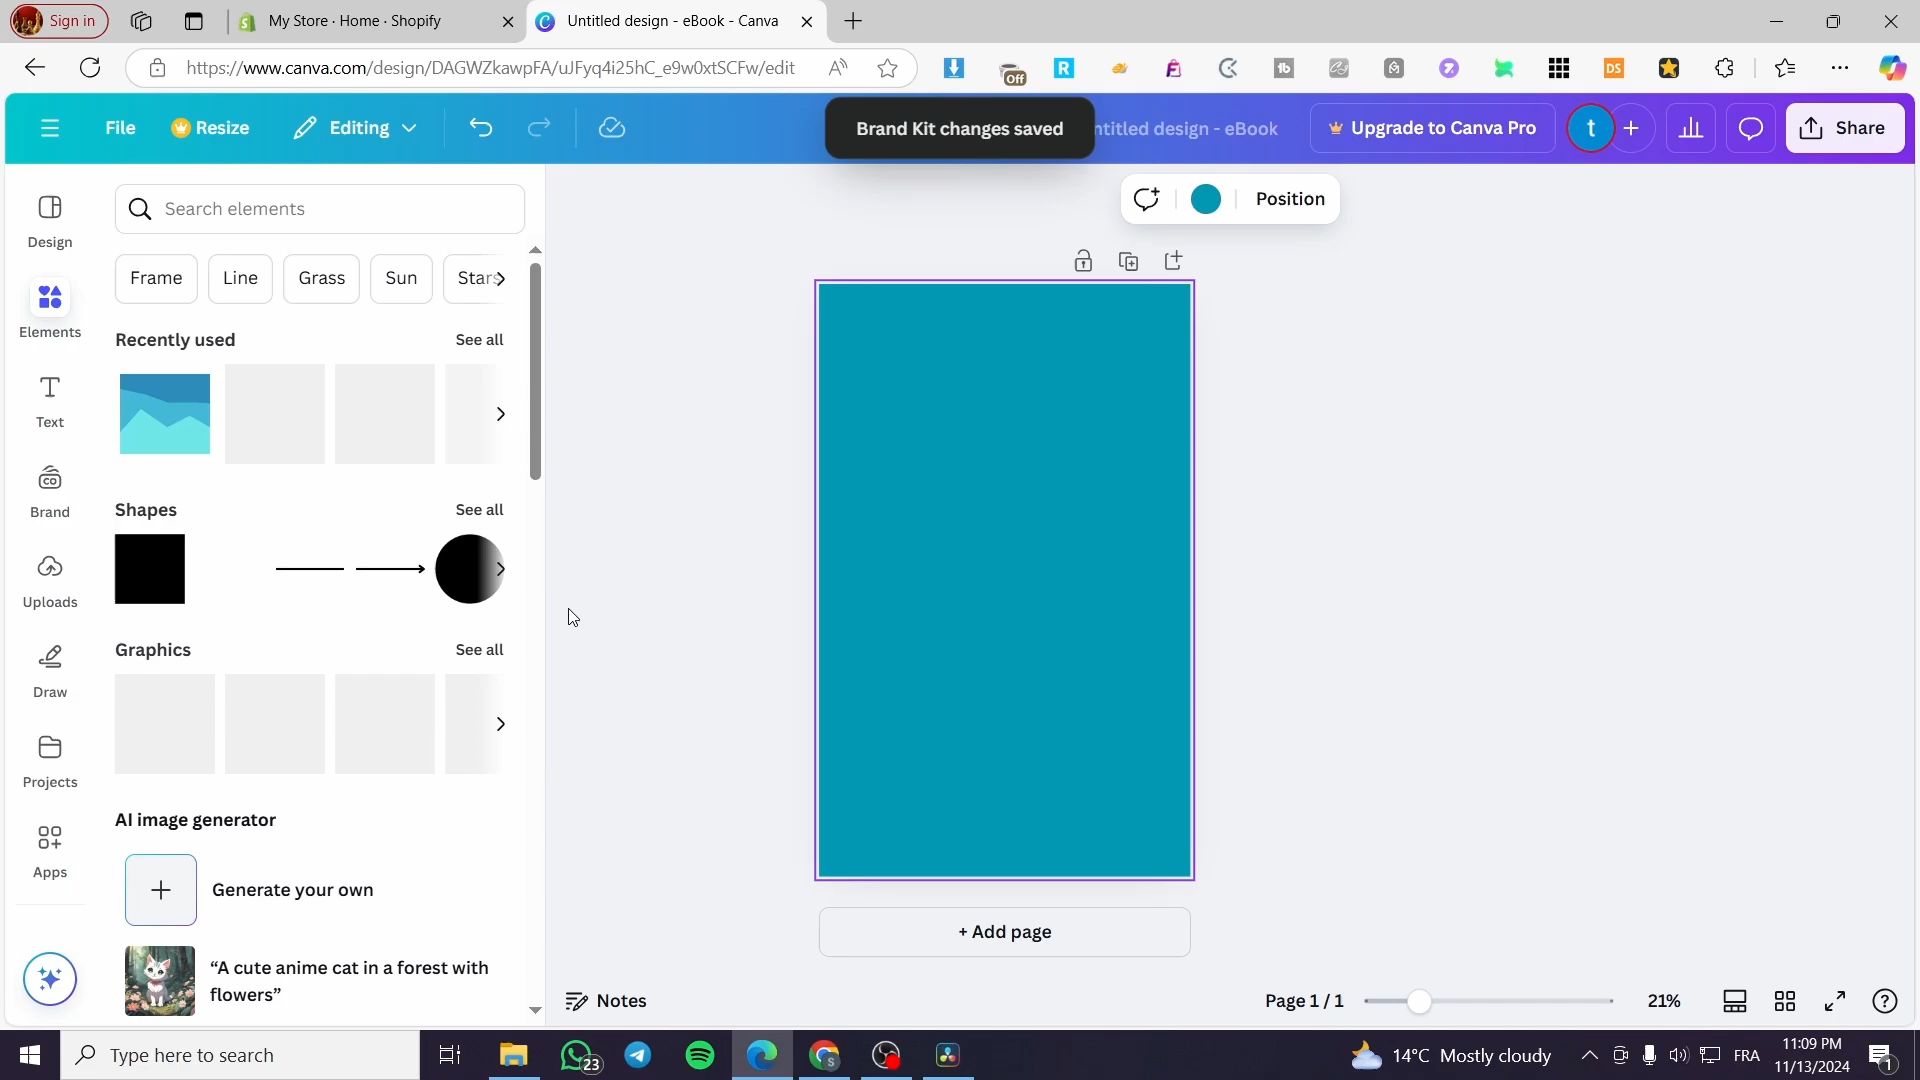 Sign in
My Store · Home · Shopify
Untitled design - eBook - Canva
https://www.canva.com/design/DAGWZkawpFA/uJFyq4i25hC_e9w0xtSCFw/edit
Off
DS
File
Resize
Editing
Brand Kit changes saved
ntitled design - eBook
Upgrade to Canva Pro
t
Share
Design
Elements
Text
Brand
Uploads
Draw
Projects
Apps
Search elements
Frame
Line
Grass
Sun
Stars
Recently used
See all
Shapes
See all
Graphics
See all
AI image generator
Generate your own
“A cute anime cat in a forest with
flowers”
Position
+ Add page
Notes
Page 1 / 1
21%
Type here to search
23
14°C Mostly cloudy
FRA
11:09 PM
11/13/2024
1